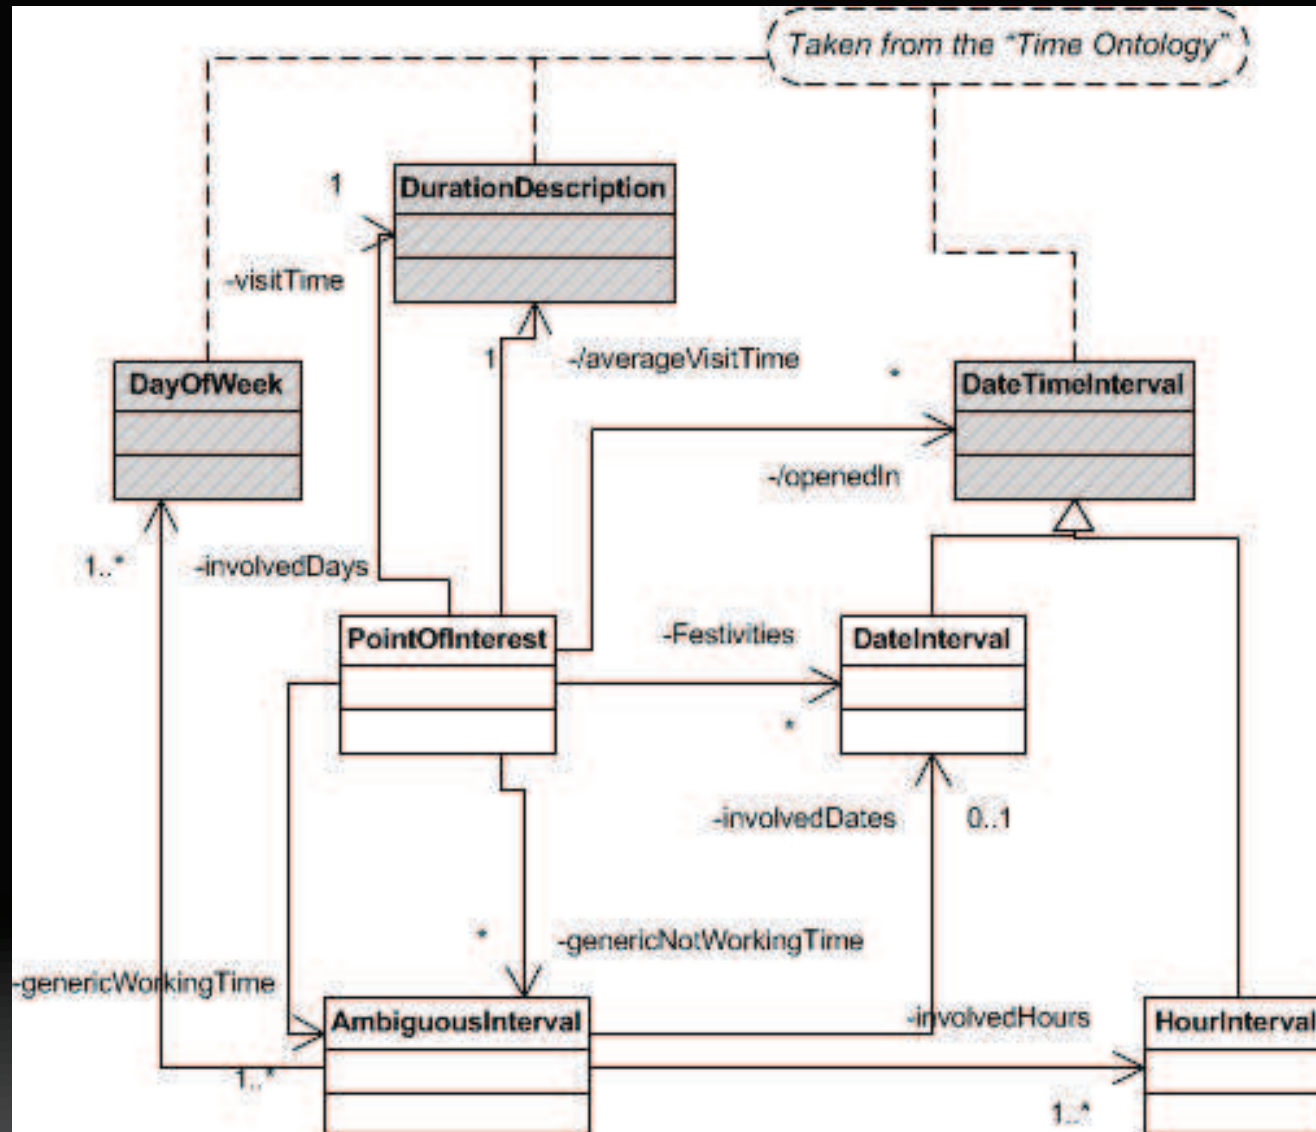 Taken from the "Time Ontology"
1
DurationDescription
-visitTime
1
-/averageVisitTime
DayOfWeek
*
DateTimeInterval
-/openedIn
1..*
-involvedDays
PointOfInterest
-Festivities
DateInterval
*
-involvedDates
0..1
*
-genericNotWorkingTime
-genericWorkingTime
AmbiguousInterval
-involvedHours
HourInterval
1..*
1..*